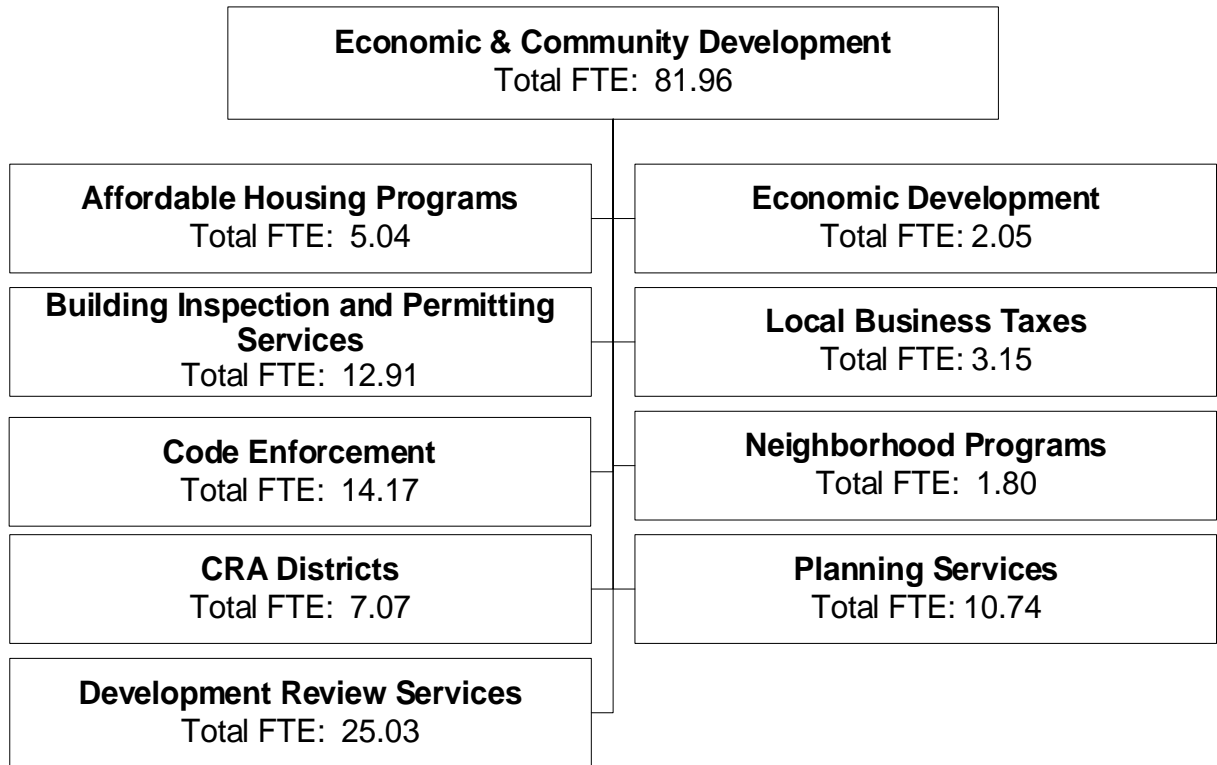 Economic & Community Development
Total FTE: 81.96
Affordable Housing Programs
Total FTE: 5.04
Economic Development
Total FTE: 2.05
Building Inspection and Permitting
Services
Total FTE: 12.91
Local Business Taxes
Total FTE: 3.15
Code Enforcement
Total FTE: 14.17
Neighborhood Programs
Total FTE: 1.80
CRA Districts
Total FTE: 7.07
Planning Services
Total FTE: 10.74
Development Review Services
Total FTE: 25.03